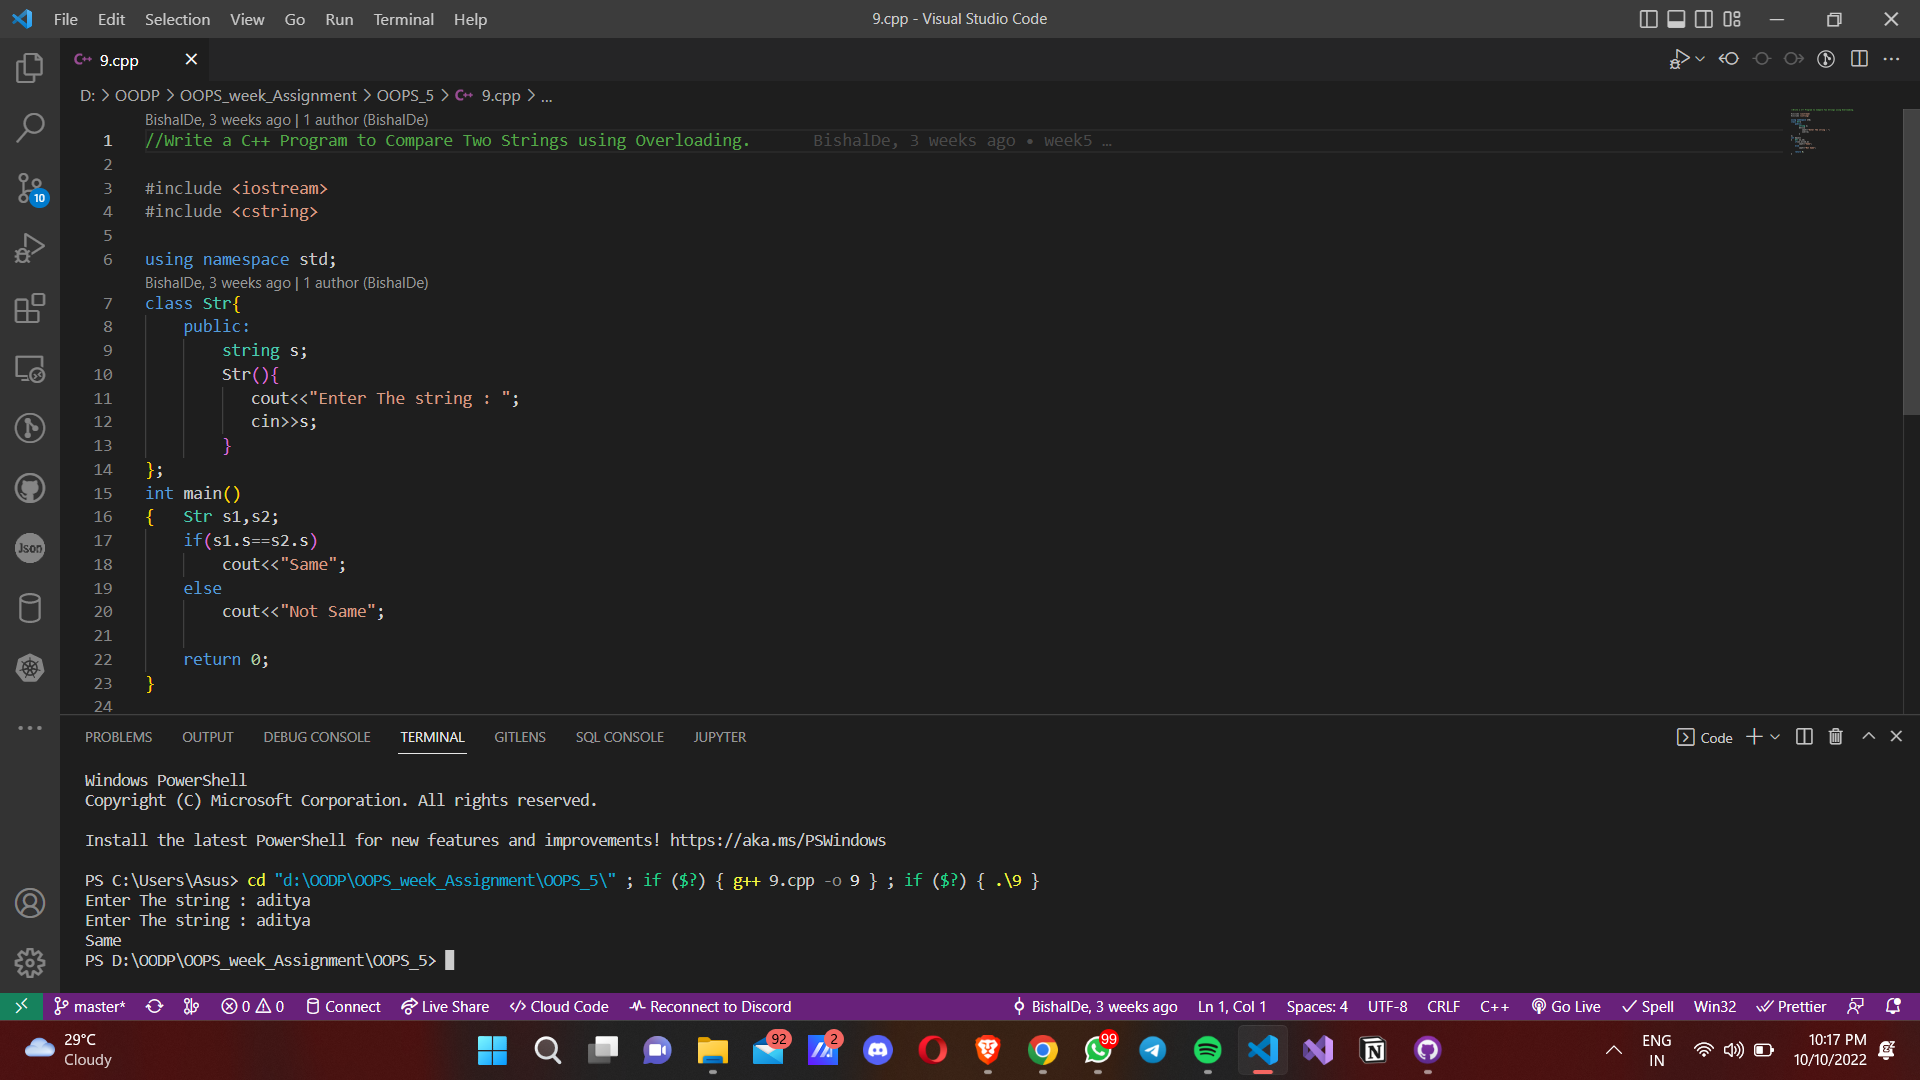 File Edit Selection View Go Run Terminal Help
9.cpp - Visual Studio Code
C++ 9.cpp
D: > OODP > OOPS_week_Assignment > OOPS_5 > C++ 9.cpp > ...
BishalDe, 3 weeks ago | 1 author (BishalDe)
1 //Write a C++ Program to Compare Two Strings using Overloading. BishalDe, 3 weeks ago • week5 …
2
3 #include <iostream>
4 #include <cstring>
5
6 using namespace std;
BishalDe, 3 weeks ago | 1 author (BishalDe)
7 class Str{
8 public:
9 string s;
10 Str(){
11 cout<<"Enter The string : ";
12 cin>>s;
13 }
14 };
15 int main()
16 { Str s1,s2;
17 if(s1.s==s2.s)
18 cout<<"Same";
19 else
20 cout<<"Not Same";
21
22 return 0;
23 }
24
10
Json
PROBLEMS OUTPUT DEBUG CONSOLE TERMINAL GITLENS SQL CONSOLE JUPYTER
Code
Windows PowerShell
Copyright (C) Microsoft Corporation. All rights reserved.
Install the latest PowerShell for new features and improvements! https://aka.ms/PSWindows
PS C:\Users\Asus> cd "d:\OODP\OOPS_week_Assignment\OOPS_5\" ; if ($?) { g++ 9.cpp -o 9 } ; if ($?) { .\9 }
Enter The string : aditya
Enter The string : aditya
Same
PS D:\OODP\OOPS_week_Assignment\OOPS_5>
master* 0 0 Connect Live Share Cloud Code Reconnect to Discord
BishalDe, 3 weeks ago Ln 1, Col 1 Spaces: 4 UTF-8 CRLF C++ Go Live Spell Win32 Prettier
29°C
Cloudy
92
2
99
ENG
IN
10:17 PM
10/10/2022